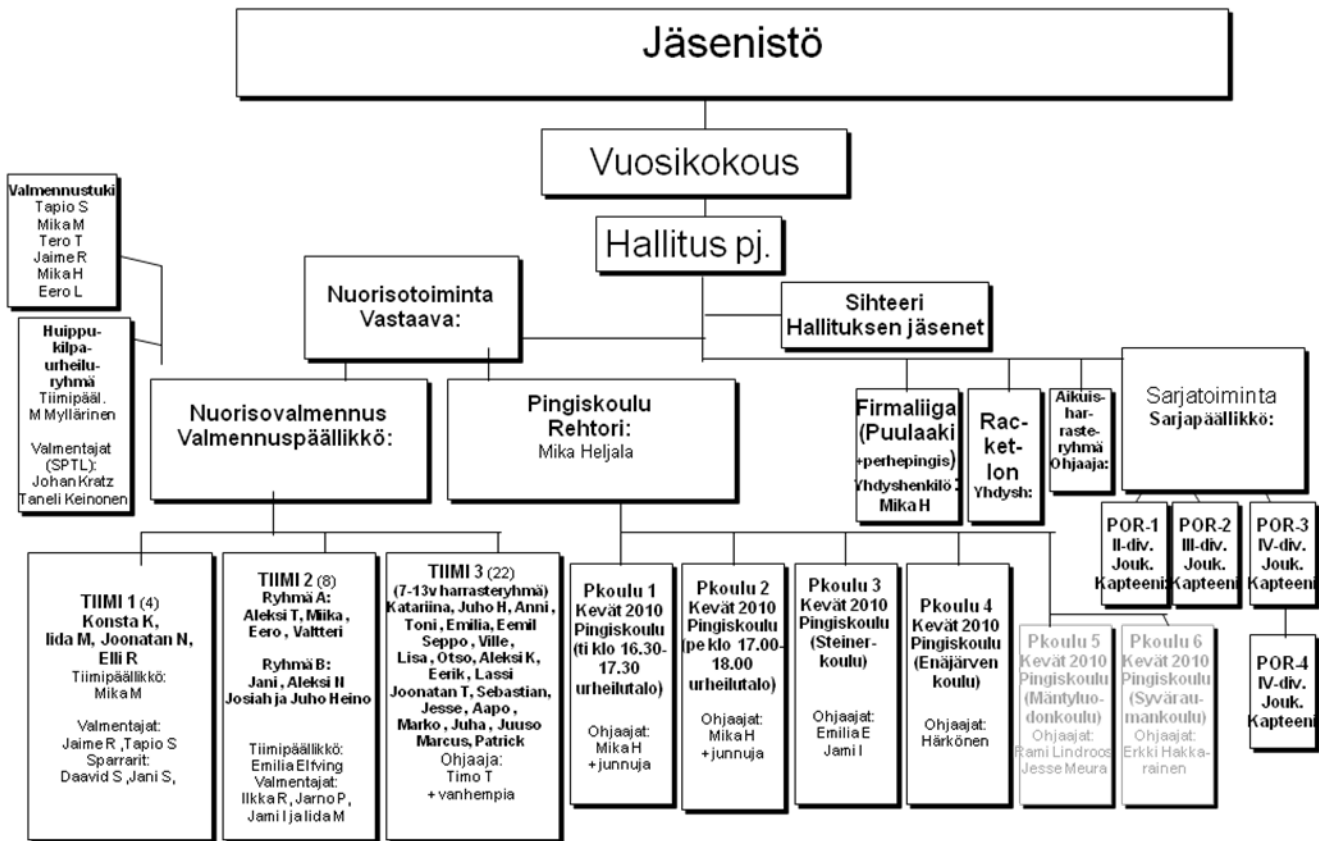 Jäsenistö
Vuosikokous
Hallitus pj.
Valmennustuki
Tapio S
Mika M
Tero T
Jaime R
Mika H
Eero L
Nuorisotoiminta
Vastaava:
Sihteeri
Hallituksen jäsenet
Huippu-
kilpa-
urheilu-
ryhmä
Tiimipääl.
M Myllärinen
Valmentajat
(SPTL):
Johan Kratz
Taneli Keinonen
Nuorisovalmennus
Valmennuspäällikkö:
Pingiskoulu
Rehtori:
Mika Heljala
Firmaliiga
(Puulaaki
+perhepingis)
Yhdyshenkilö:
Mika H
Rac-
ket-
lon
Yhdysh:
Aikuis-
har-
raste-
ryhmä
Ohjaaja:
Sarjatoiminta
Sarjapäällikkö:
POR-1
II-div.
Jouk.
Kapteeni:
POR-2
III-div.
Jouk.
Kapteeni
POR-3
IV-div.
Jouk.
Kapteeni
POR-4
IV-div.
Jouk.
Kapteeni
TIIMI 1 (4)
Konsta K,
Iida M, Joonatan N,
Elli R
Tiimipäällikkö:
Mika M
Valmentajat:
Jaime R ,Tapio S
Sparrarit:
Daavid S ,Jani S,
TIIMI 2 (8)
Ryhmä A:
Aleksi T, Miika,
Eero, Valtteri
Ryhmä B:
Jani, Aleksi N
Josiah ja Juho Heino
Tiimipäällikkö:
Emilia Elfving
Valmentajat:
Ilkka R, Jarno P,
Jami I ja Iida M
TIIMI 3 (22)
(7-13v harrasteryhmä)
Katariina, Juho H, Anni,
Toni, Emilia, Eemil
Seppo, Ville,
Lisa, Otso, Aleksi K,
Eerik, Lassi
Joonatan T, Sebastian,
Jesse, Aapo,
Marko, Juha, Juuso
Marcus, Patrick
Ohjaaja:
Timo T
+ vanhempia
Pkoulu 1
Kevät 2010
Pingiskoulu
(ti klo 16.30-
17.30
urheilutalo)
Ohjaajat:
Mika H
+ junnuja
Pkoulu 2
Kevät 2010
Pingiskoulu
(pe klo 17.00-
18.00
urheilutalo)
Ohjaajat:
Mika H
+ junnuja
Pkoulu 3
Kevät 2010
Pingiskoulu
(Steiner-
koulu)
Ohjaajat:
Emilia E
Jami I
Pkoulu 4
Kevät 2010
Pingiskoulu
(Enäjärven
koulu)
Ohjaajat:
Härkönen
Pkoulu 5
Kevät 2010
Pingiskoulu
(Mäntyluo-
donkoulu)
Ohjaajat:
Rami Lindroos
Jesse Meura
Pkoulu 6
Kevät 2010
Pingiskoulu
(Syvärau-
mankoulu)
Ohjaajat:
Erkki Hakka-
rainen